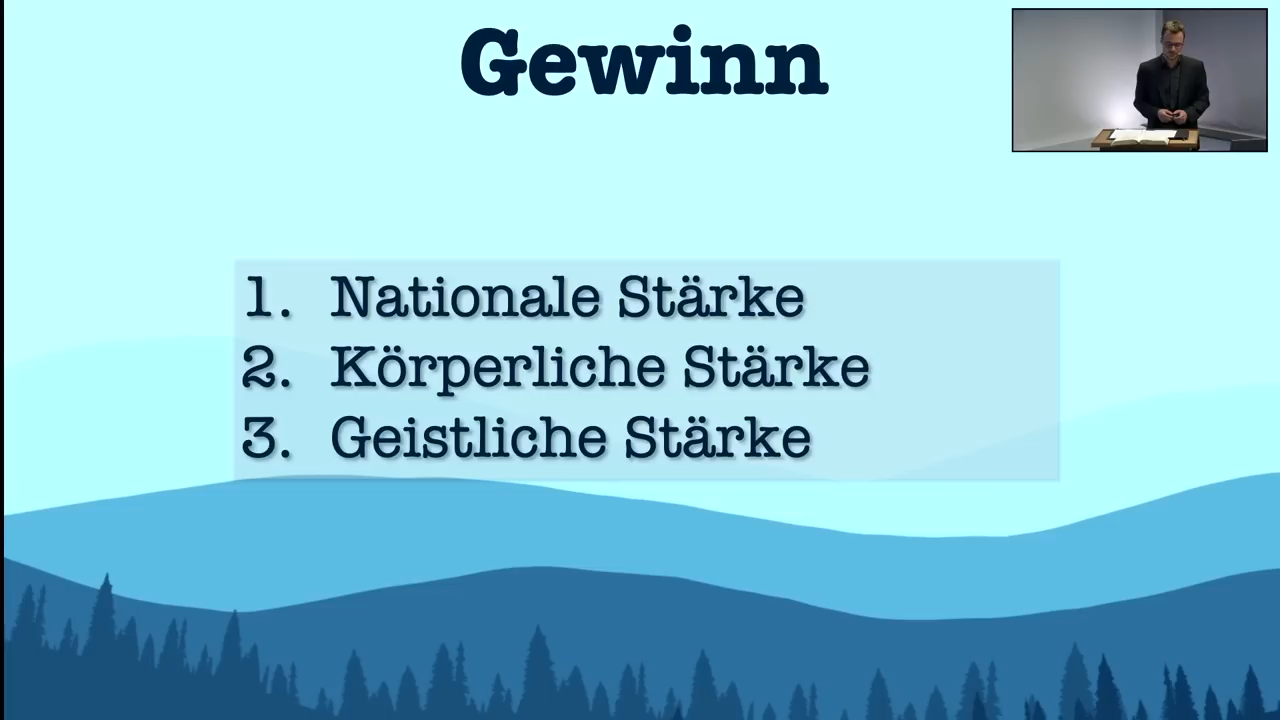 Gewinn
1. Nationale Stärke
2. Körperliche Stärke
3. Geistliche Stärke